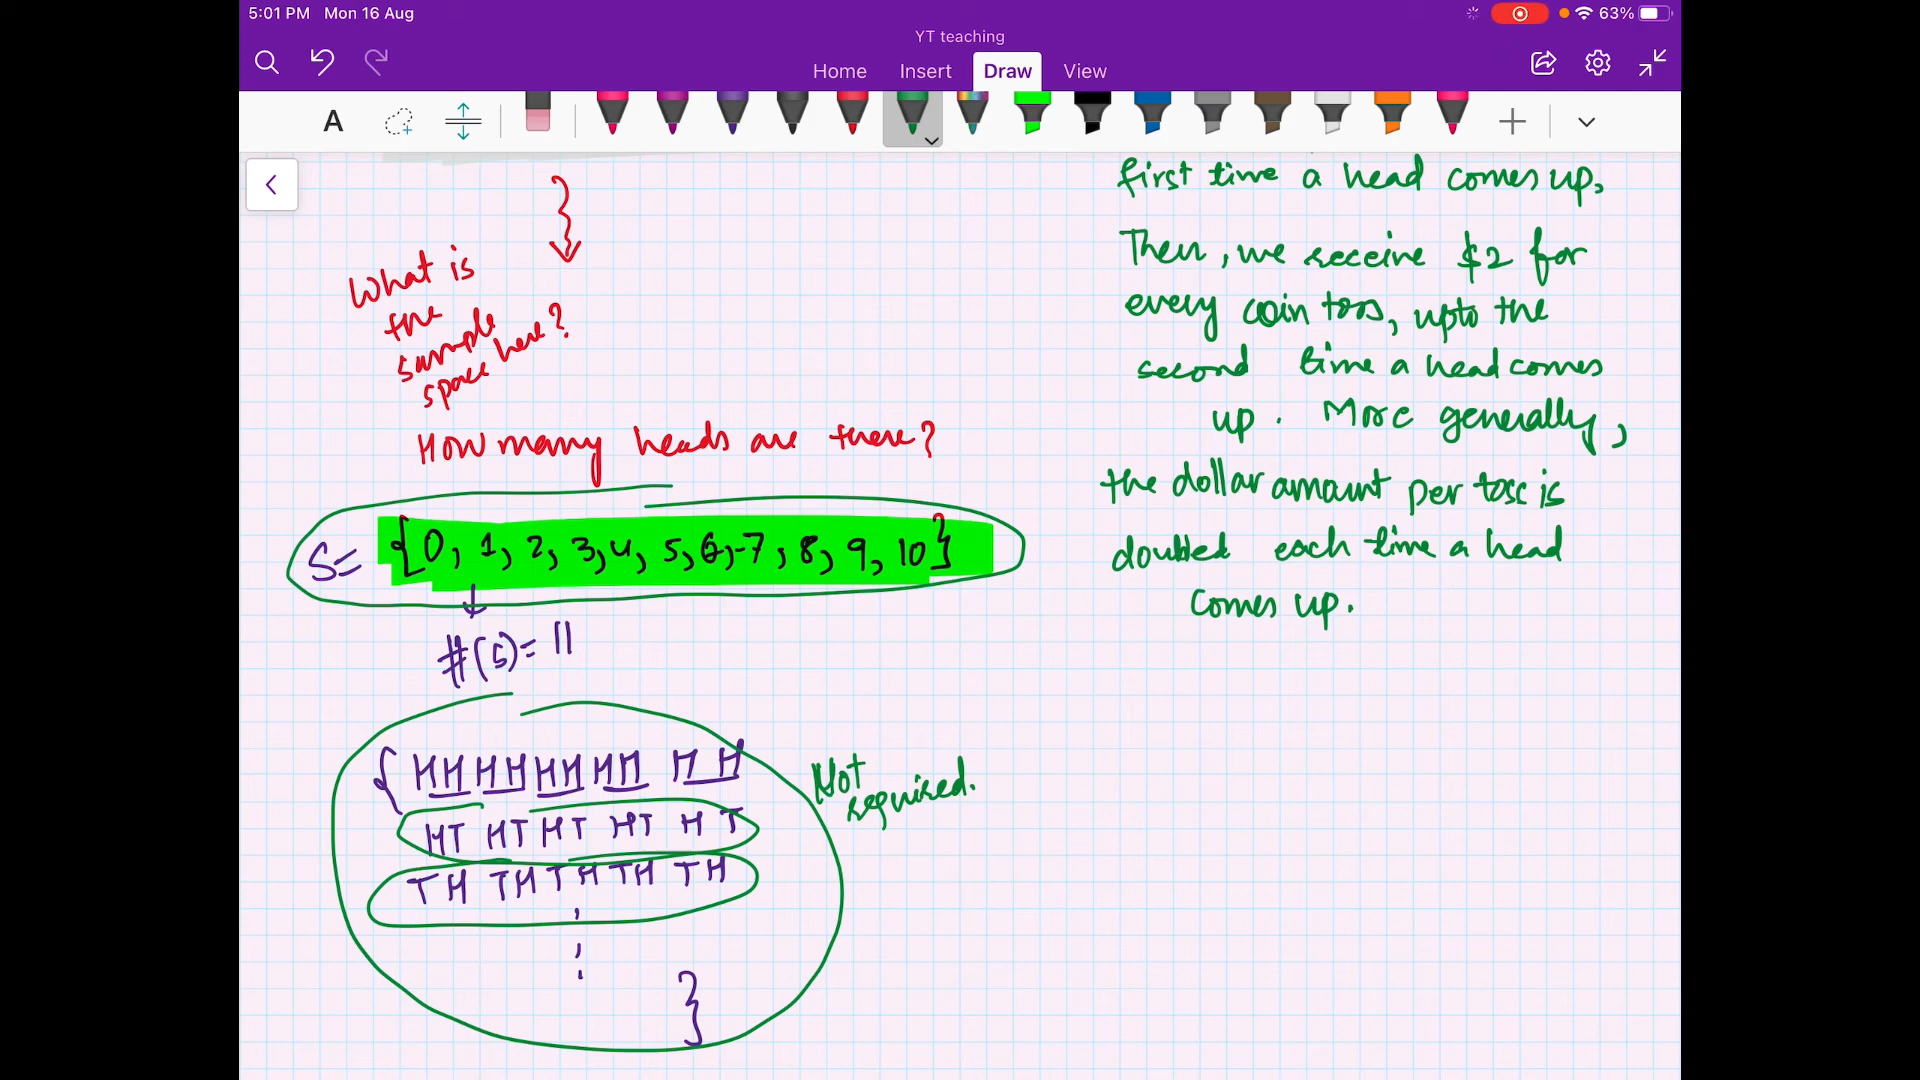 5:01 PM Mon 16 Aug
63%
YT teaching
Home Insert Draw View
A
What is
the
sample
space here?
How many heads are there?
S= {0, 1, 2, 3, 4, 5, 6, 7, 8, 9, 10}
#(S)= 11
{ HH HH HH HH H H
HT HT HT HT H T
TH TH TH TH TH
}
Not
required.
first time a head comes up,
Then, we receive $2 for
every coin toss, upto the
second time a head comes
up. More generally,
the dollar amount per toss is
doubled each time a head
comes up.